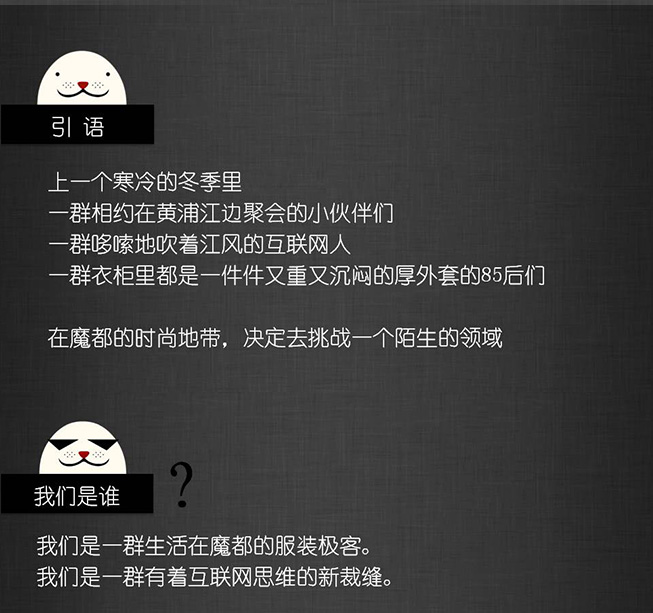 引 语
上一个寒冷的冬季里
一群相约在黄浦江边聚会的小伙伴们
一群哆嗦地吹着江风的互联网人
一群衣柜里都是一件件又重又沉闷的厚外套的85后们
在魔都的时尚地带，决定去挑战一个陌生的领域
我们是谁?
我们是一群生活在魔都的服装极客。
我们是一群有着互联网思维的新裁缝。